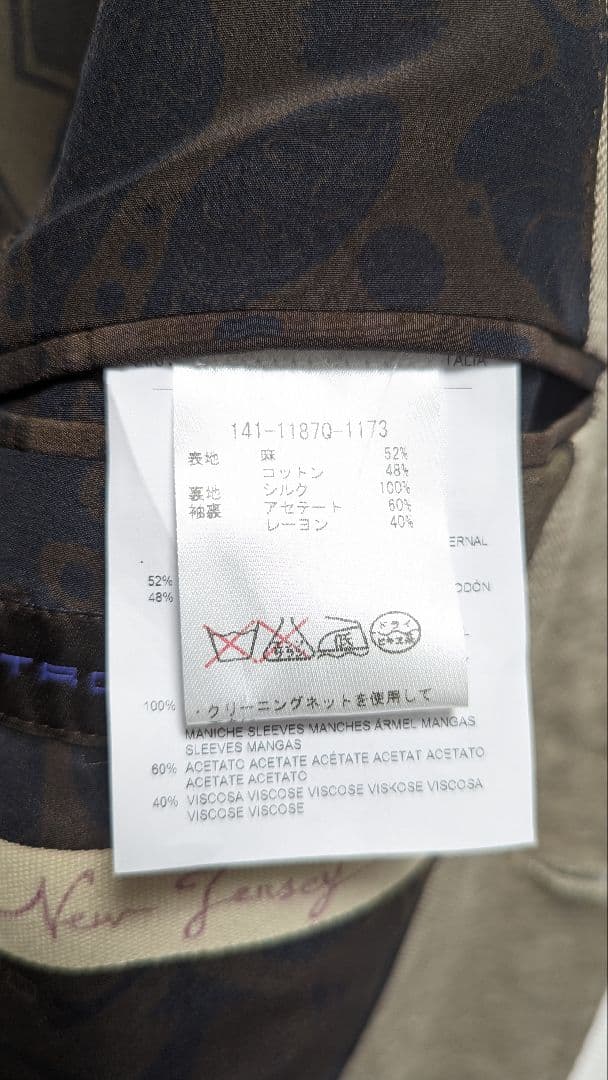 TALIA
141-1187Q-1173
表地 麻 52%
コットン 48%
裏地 シルク 100%
袖裏 アセテート 60%
レーヨン 40%
ERNAL
52% ODÓN
48%
低 ドライ
セキユ系
・クリーニングネットを使用して
100%
MANICHE SLEEVES MANCHES ÄRMEL MANGAS
SLEEVES MANGAS
60% ACETATO ACETATE ACÉTATE ACETAT ACETATO
ACETATE ACETATO
40% VISCOSA VISCOSE VISCOSE VISKOSE VISCOSA
VISCOSE VISCOSE
New Jersey